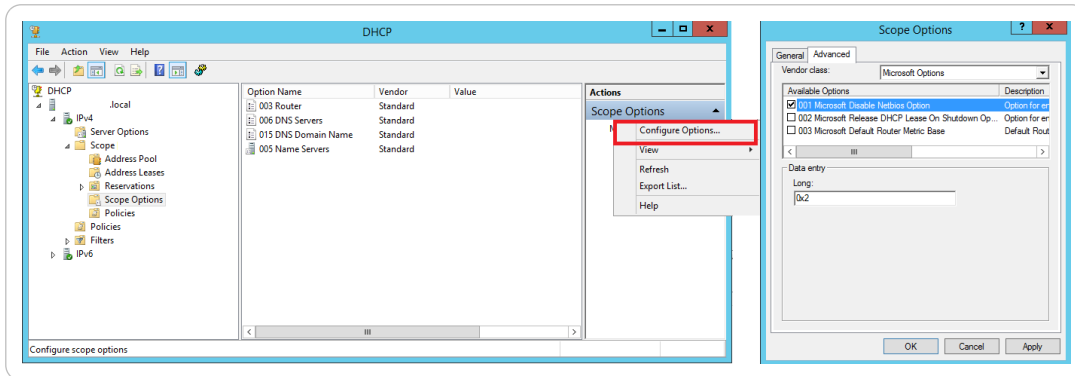 DHCP
File Action View Help
DHCP
.local
IPv4
Server Options
Scope
Address Pool
Address Leases
Reservations
Scope Options
Policies
Policies
Filters
IPv6
Option Name Vendor Value
003 Router Standard
006 DNS Servers Standard
015 DNS Domain Name Standard
005 Name Servers Standard
Actions
Scope Options
Configure Options...
View
Refresh
Export List...
Help
Configure scope options
Scope Options
? x
General Advanced
Vendor class: Microsoft Options
Available Options Description
001 Microsoft Disable Netbios Option Option for er
002 Microsoft Release DHCP Lease On Shutdown Op... Option for er
003 Microsoft Default Router Metric Base Default Rout
Data entry
Long:
0x2
OK Cancel Apply